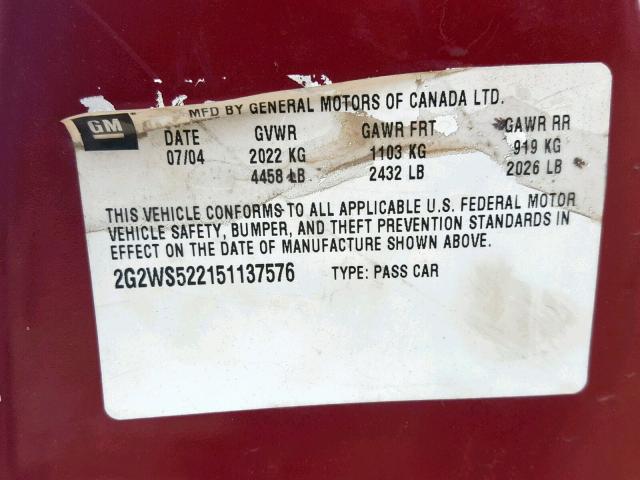 MFD BY GENERAL MOTORS OF CANADA LTD.
GM
DATE GVWR GAWR FRT GAWR RR
07/04 2022 KG 1103 KG 919 KG
4458 LB 2432 LB 2026 LB
THIS VEHICLE CONFORMS TO ALL APPLICABLE U.S. FEDERAL MOTOR
VEHICLE SAFETY, BUMPER, AND THEFT PREVENTION STANDARDS IN
EFFECT ON THE DATE OF MANUFACTURE SHOWN ABOVE.
2G2WS522151137576 TYPE: PASS CAR